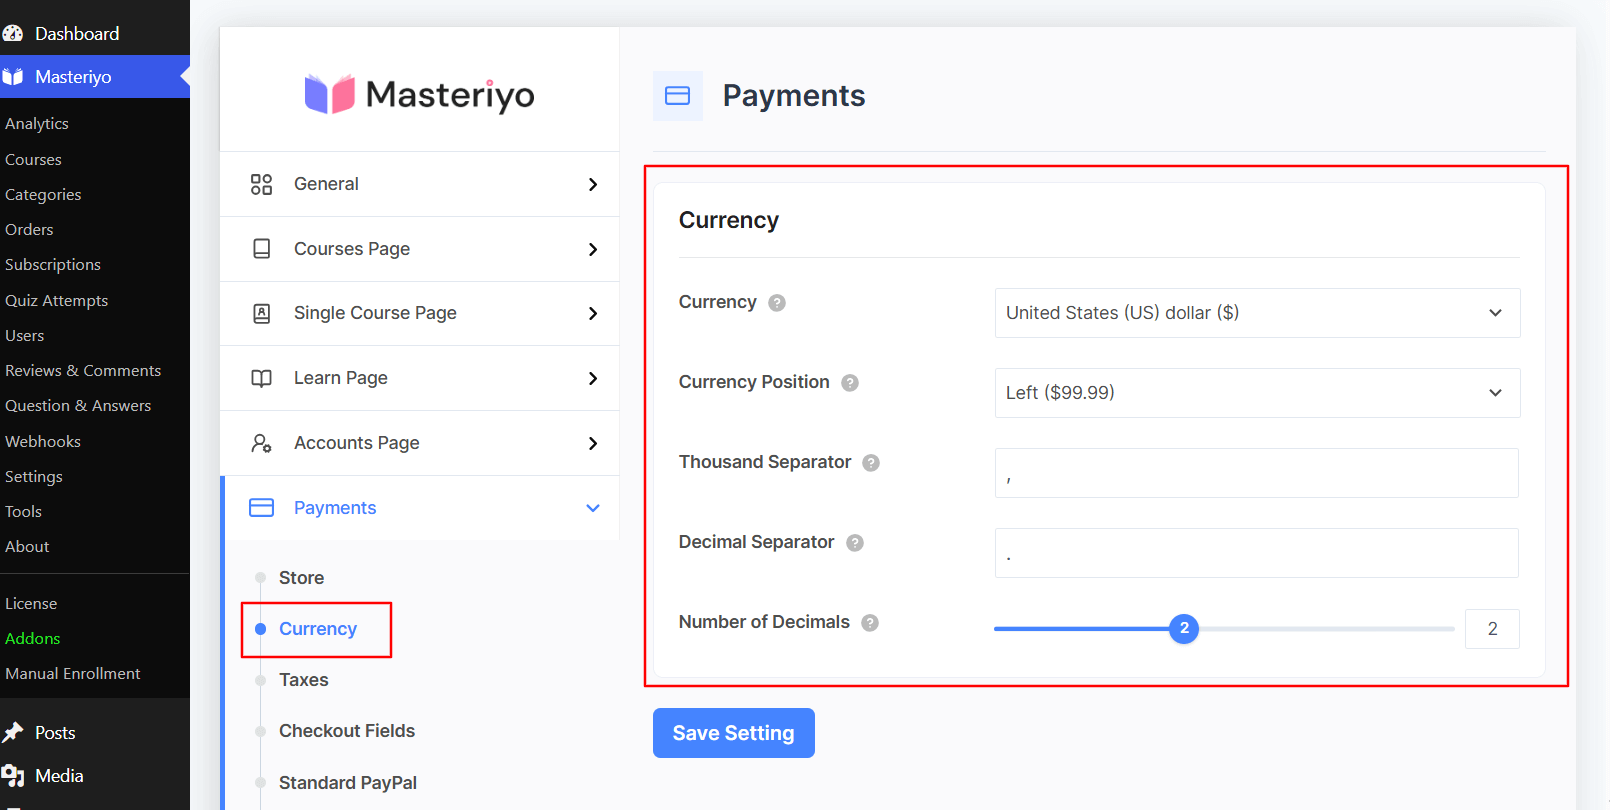 Dashboard
Masteriyo
Analytics
Courses
Categories
Orders
Subscriptions
Quiz Attempts
Users
Reviews & Comments
Question & Answers
Webhooks
Settings
Tools
About
License
Addons
Manual Enrollment
Posts
Media
Masteriyo
General
Courses Page
Single Course Page
Learn Page
Accounts Page
Payments
Store
Currency
Taxes
Checkout Fields
Standard PayPal
Payments
Currency
Currency ?
United States (US) dollar ($)
Currency Position ?
Left ($99.99)
Thousand Separator ?
,
Decimal Separator ?
.
Number of Decimals ?
2
2
Save Setting